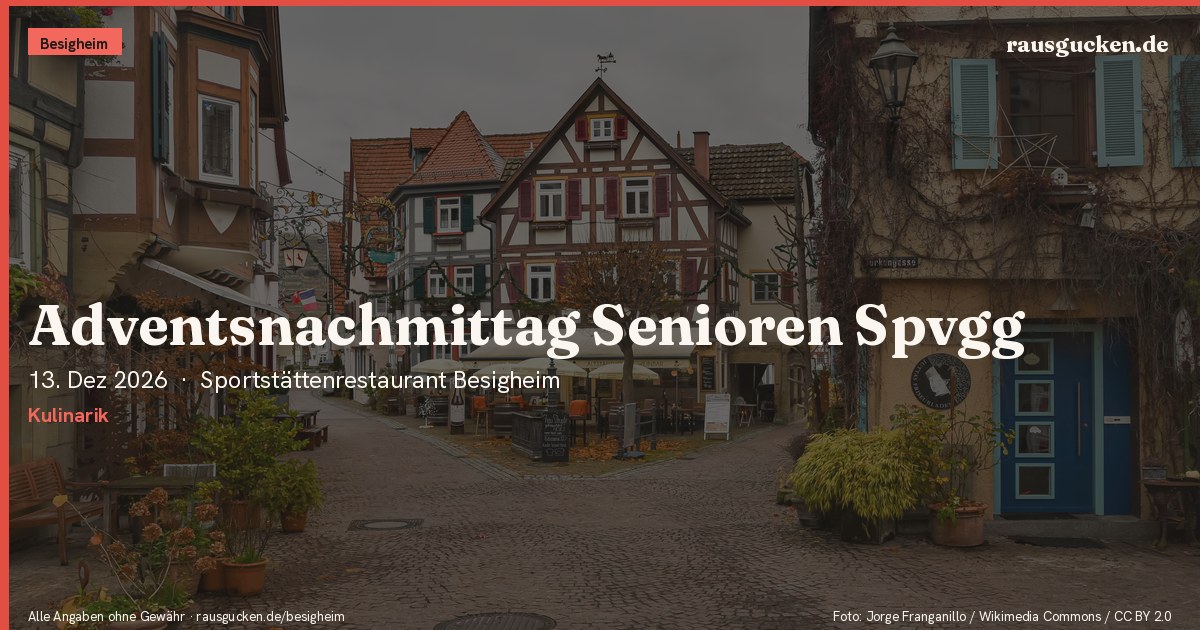 Besigheim
rausgucken.de
Adventsnachmittag Senioren Spvgg
13. Dez 2026 · Sportstättenrestaurant Besigheim
Kulinarik
Alle Angaben ohne Gewähr · rausgucken.de/besigheim
Foto: Jorge Franganillo / Wikimedia Commons / CC BY 2.0